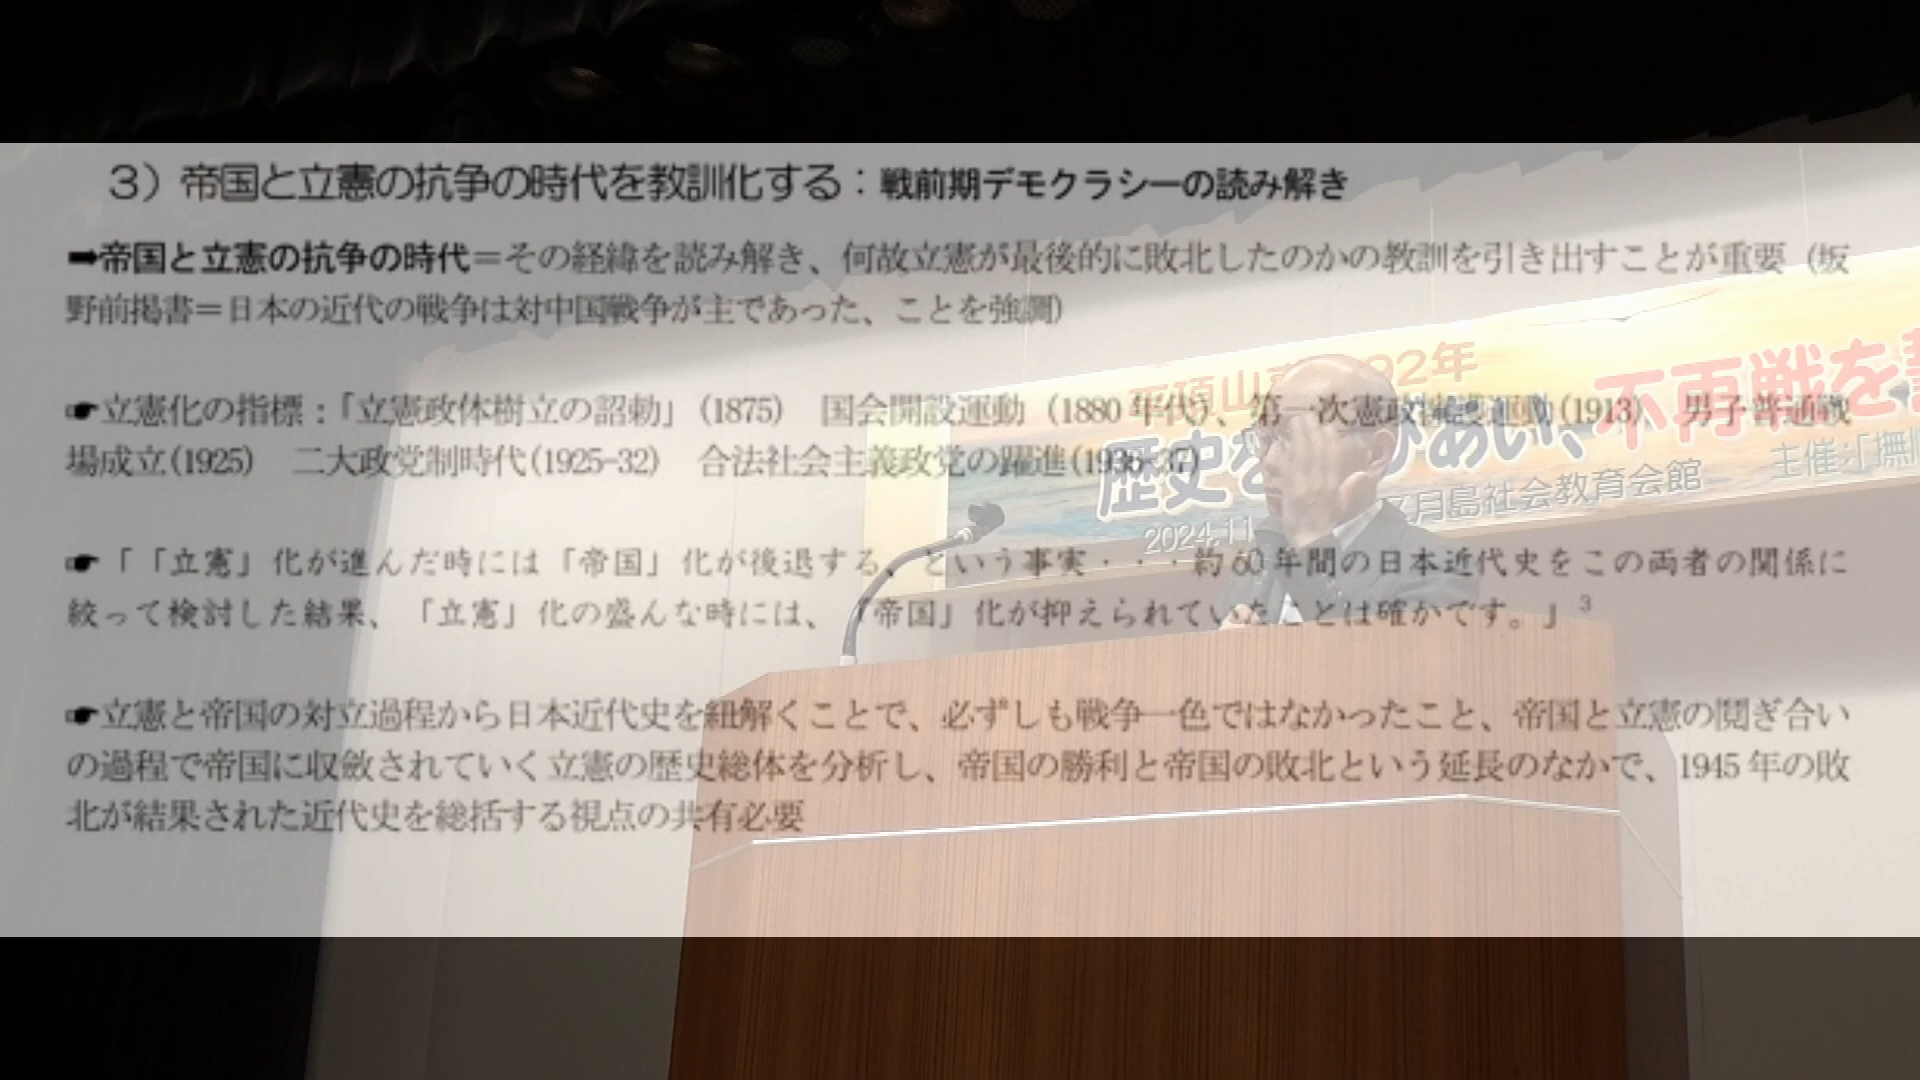 3）帝国と立憲の抗争の時代を教訓化する：戦前期デモクラシーの読み解き
➡帝国と立憲の抗争の時代＝その経緯を読み解き、何故立憲が最後的に敗北したのかの教訓を引き出すことが重要（坂
野前掲書＝日本の近代の戦争は対中国戦争が主であった、ことを強調）
☛立憲化の指標：「立憲政体樹立の詔勅」（1875） 国会開設運動（1880年代）、第一次憲政擁護運動(1913) 男子普通戦
場成立(1925) 二大政党制時代(1925-32) 合法社会主義政党の躍進(1936-37)
☛「「立憲」化が進んだ時には「帝国」化が後退する、という事実・・・約60年間の日本近代史をこの両者の関係に
絞って検討した結果、「立憲」化の盛んな時には、「帝国」化が抑えられていたことは確かです。」3
☛立憲と帝国の対立過程から日本近代史を紐解くことで、必ずしも戦争一色ではなかったこと、帝国と立憲の鬩ぎ合い
の過程で帝国に収斂されていく立憲の歴史総体を分析し、帝国の勝利と帝国の敗北という延長のなかで、1945年の敗
北が結果された近代史を総括する視点の共有必要
平頂山 92年
歴史を びあい、不再戦を
2024.11 月島社会教育会館 主催:「撫